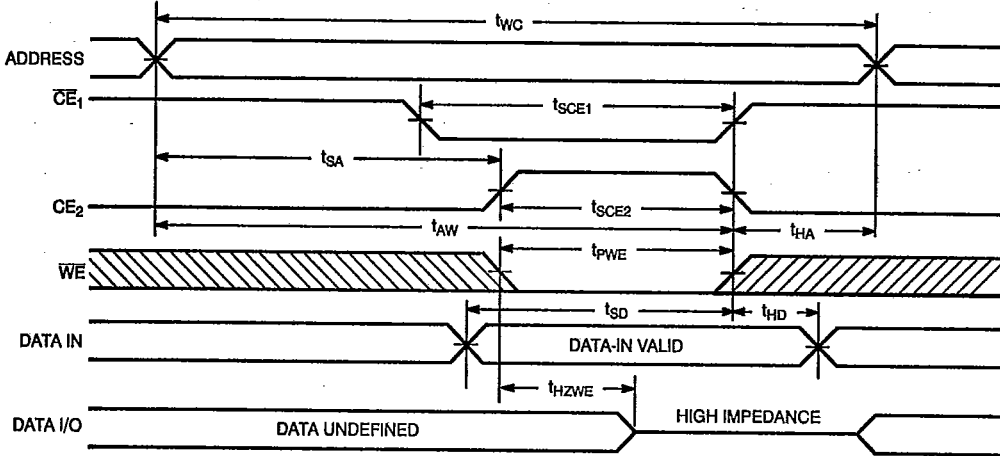 tWC
ADDRESS
CE1
tSCE1
tSA
CE2
tSCE2
tAW
tHA
tPWE
WE
tSD
tHD
DATA IN
DATA-IN VALID
tHZWE
DATA I/O
DATA UNDEFINED
HIGH IMPEDANCE